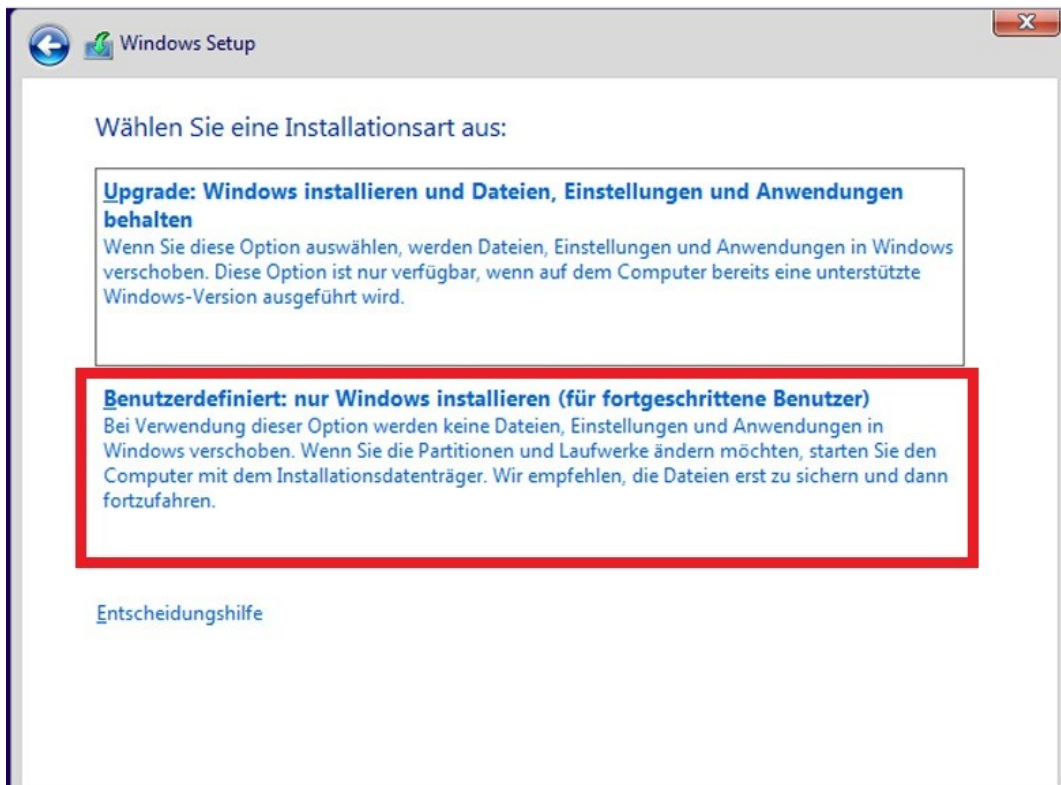 Windows Setup
Wählen Sie eine Installationsart aus:
Upgrade: Windows installieren und Dateien, Einstellungen und Anwendungen
behalten
Wenn Sie diese Option auswählen, werden Dateien, Einstellungen und Anwendungen in Windows
verschoben. Diese Option ist nur verfügbar, wenn auf dem Computer bereits eine unterstützte
Windows-Version ausgeführt wird.
Benutzerdefiniert: nur Windows installieren (für fortgeschrittene Benutzer)
Bei Verwendung dieser Option werden keine Dateien, Einstellungen und Anwendungen in
Windows verschoben. Wenn Sie die Partitionen und Laufwerke ändern möchten, starten Sie den
Computer mit dem Installationsdatenträger. Wir empfehlen, die Dateien erst zu sichern und dann
fortzufahren.
Entscheidungshilfe